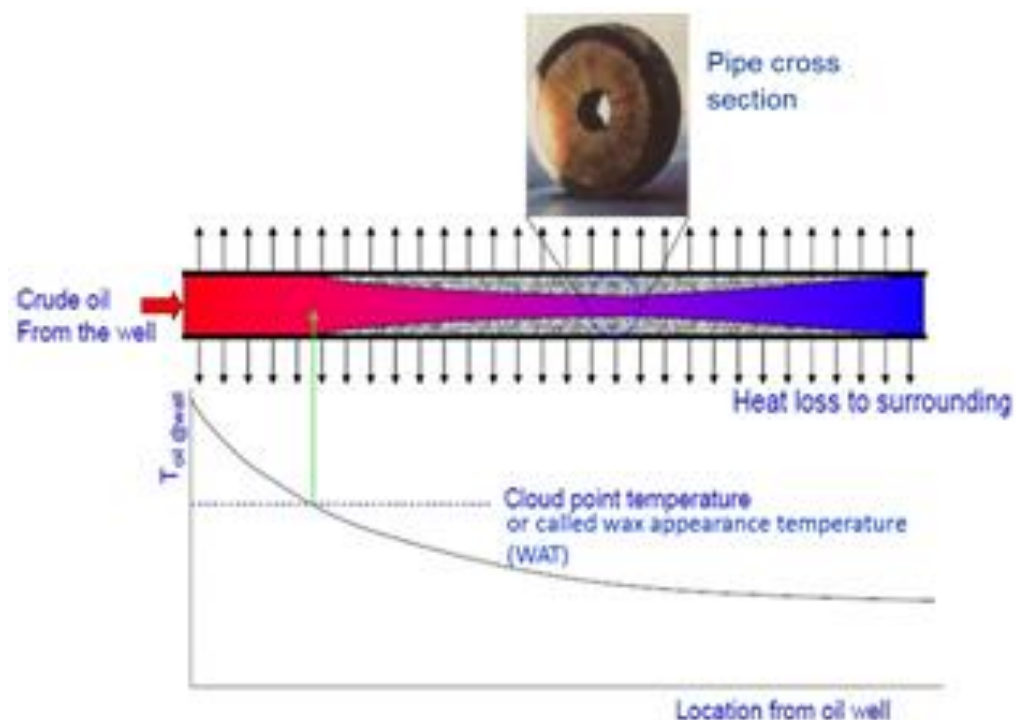 Pipe cross
section
Crude oil
From the well
Heat loss to surrounding
T oil @wall
Cloud point temperature
or called wax appearance temperature
(WAT)
Location from oil well